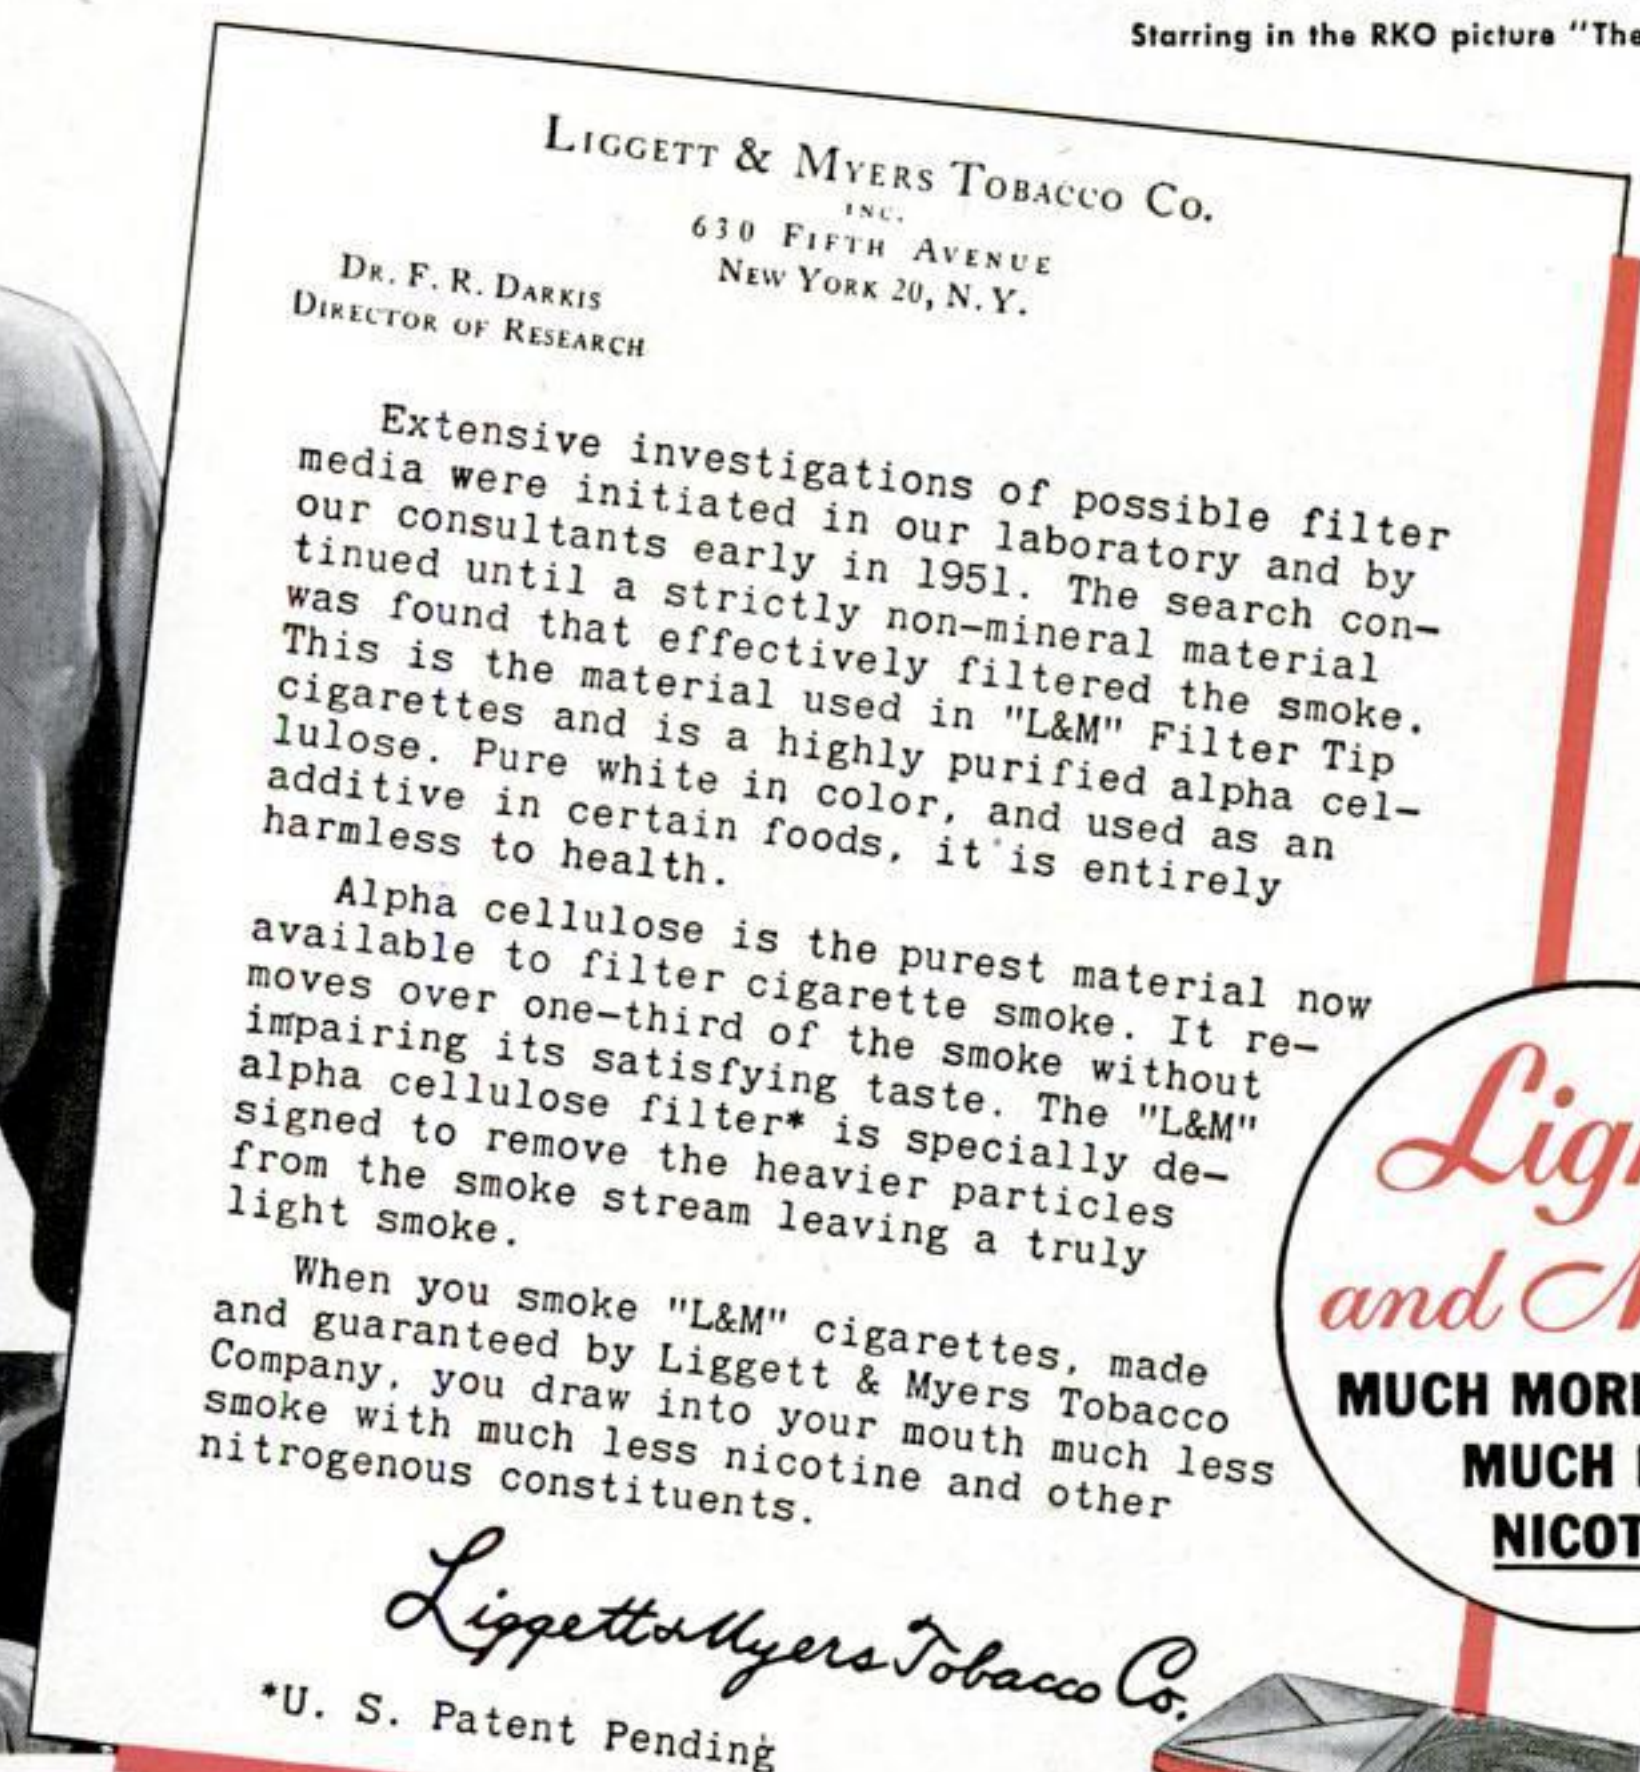 Starring in the RKO picture "The
LIGGETT & MYERS TOBACCO CO.
INC.
630 FIFTH AVENUE
NEW YORK 20, N.Y.
DR. F. R. DARKIS
DIRECTOR OF RESEARCH
Extensive investigations of possible filter
media were initiated in our laboratory and by
our consultants early in 1951. The search con-
tinued until a strictly non-mineral material
was found that effectively filtered the smoke.
This is the material used in "L&M" Filter Tip
cigarettes and is a highly purified alpha cel-
lulose. Pure white in color, and used as an
additive in certain foods, it is entirely
harmless to health.
Alpha cellulose is the purest material now
available to filter cigarette smoke. It re-
moves over one-third of the smoke without
impairing its satisfying taste. The "L&M"
alpha cellulose filter* is specially de-
signed to remove the heavier particles
from the smoke stream leaving a truly
light smoke.
When you smoke "L&M" cigarettes, made
and guaranteed by Liggett & Myers Tobacco
Company, you draw into your mouth much less
smoke with much less nicotine and other
nitrogenous constituents.
Liggett & Myers Tobacco Co.
*U. S. Patent Pending
Lig
and
MUCH MOR
MUCH
NICOT